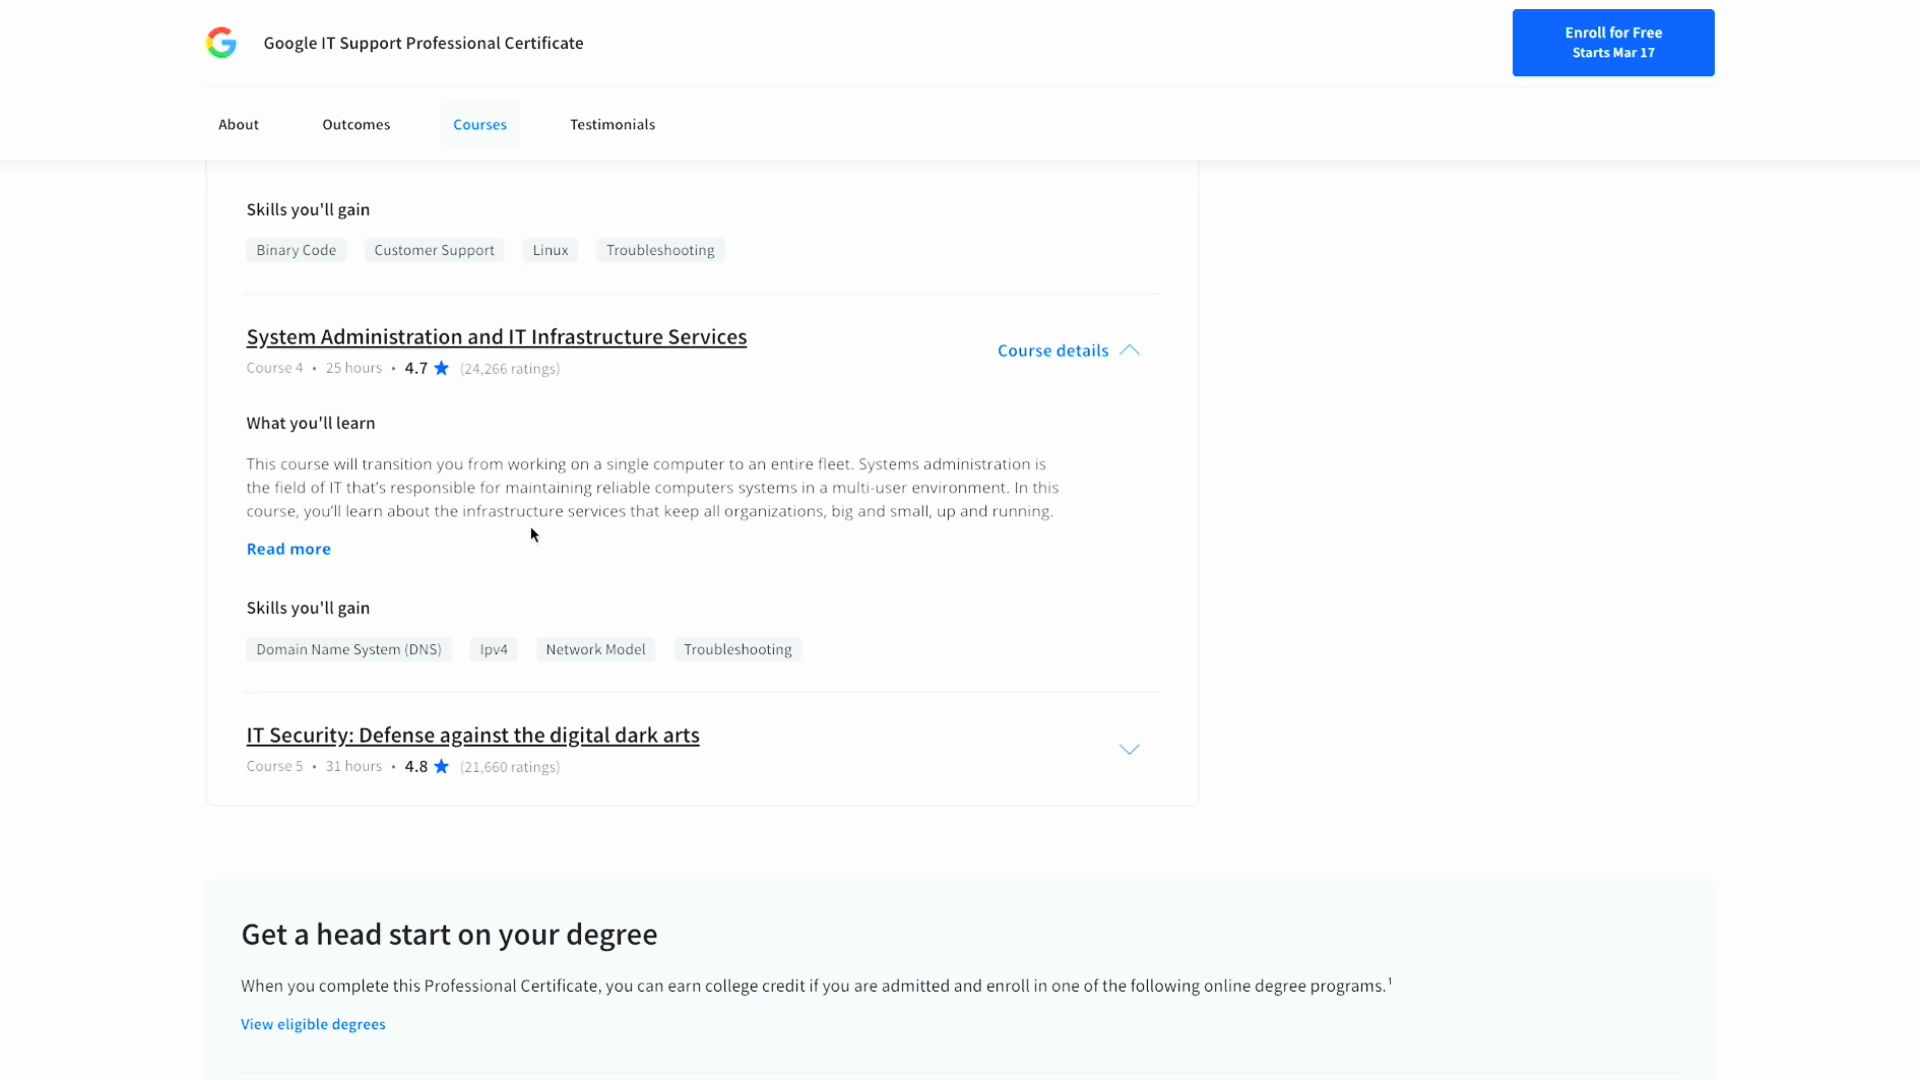 Google IT Support Professional Certificate
Enroll for Free
Starts Mar 17
About
Outcomes
Courses
Testimonials
Skills you'll gain
Binary Code
Customer Support
Linux
Troubleshooting
System Administration and IT Infrastructure Services
Course details
Course 4 • 25 hours • 4.7 ★ (24,266 ratings)
What you'll learn
This course will transition you from working on a single computer to an entire fleet. Systems administration is
the field of IT that’s responsible for maintaining reliable computers systems in a multi-user environment. In this
course, you’ll learn about the infrastructure services that keep all organizations, big and small, up and running.
Read more
Skills you'll gain
Domain Name System (DNS)
Ipv4
Network Model
Troubleshooting
IT Security: Defense against the digital dark arts
Course 5 • 31 hours • 4.8 ★ (21,660 ratings)
Get a head start on your degree
When you complete this Professional Certificate, you can earn college credit if you are admitted and enroll in one of the following online degree programs.¹
View eligible degrees